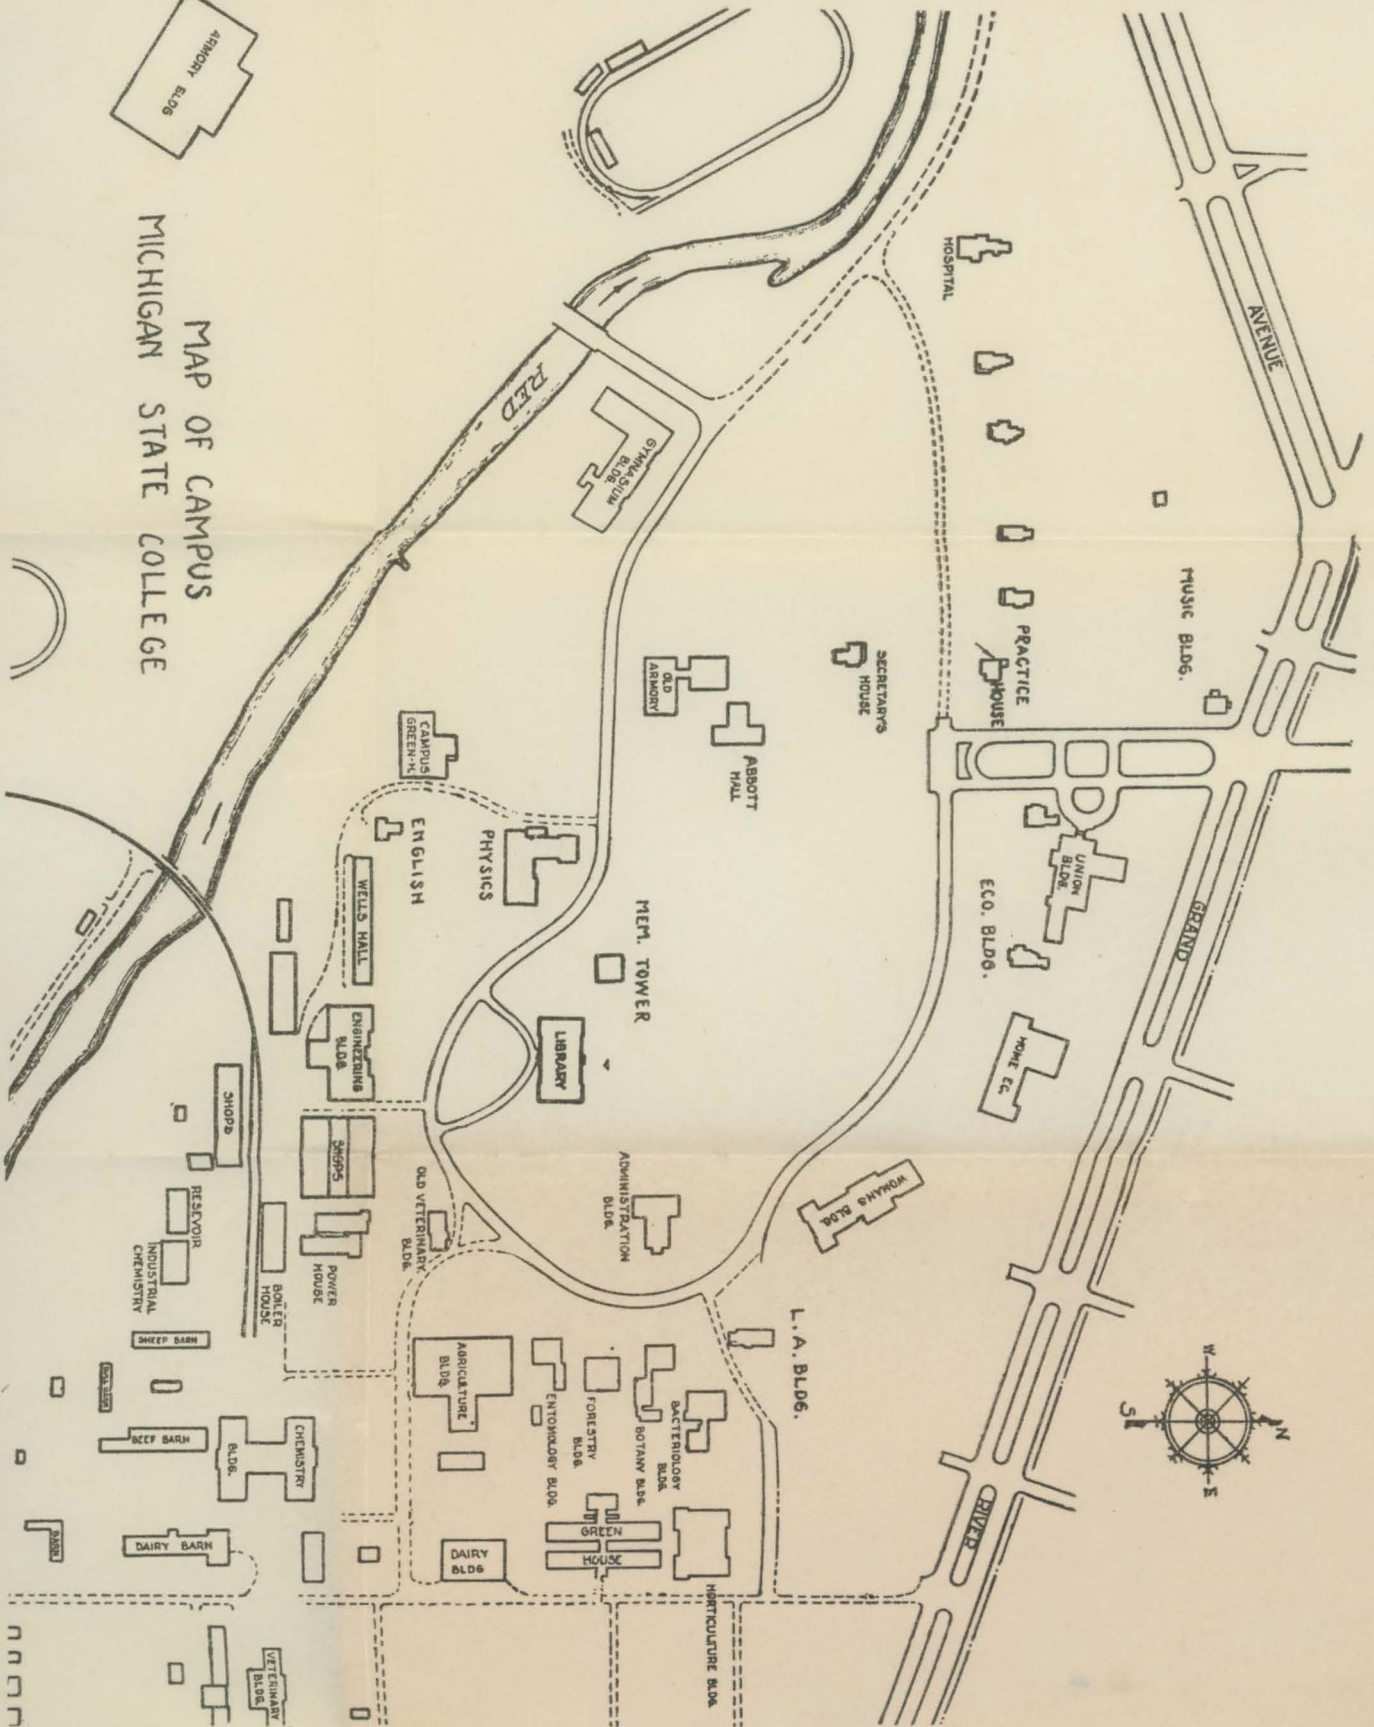 MAP OF CAMPUS
MICHIGAN STATE COLLEGE
ARMORY BLDG
HOSPITAL
AVENUE
RED
GYMNASIUM
BLDG.
MUSIC BLDG.
PRACTICE
HOUSE
SECRETARY'S
HOUSE
OLD
ARMORY
ABBOTT
HALL
CAMPUS
GREEN-H.
ENGLISH
PHYSICS
WELLS HALL
MEM. TOWER
UNION
BLDG.
GRAND
ECO. BLDG.
HOME EC.
LIBRARY
ENGINEERING
BLDG
SHOPS
SHOPS
WOMANS BLDG.
ADMINISTRATION
BLDG.
OLD VETERINARY
BLDG.
RESERVOIR
INDUSTRIAL
CHEMISTRY
POWER
HOUSE
BOILER
HOUSE
L. A. BLDG.
SHEEP BARN
AGRICULTURE
BLDG.
ENTOMOLOGY BLDG.
FORESTRY
BLDG.
BOTANY BLDG.
BACTERIOLOGY
BLDG.
BEEF BARN
CHEMISTRY
BLDG.
N
S
E
W
RIVER
GREEN
HOUSE
DAIRY
BLDG
DAIRY BARN
BARN
HORTICULTURE BLDG.
VETERINARY
BLDG.